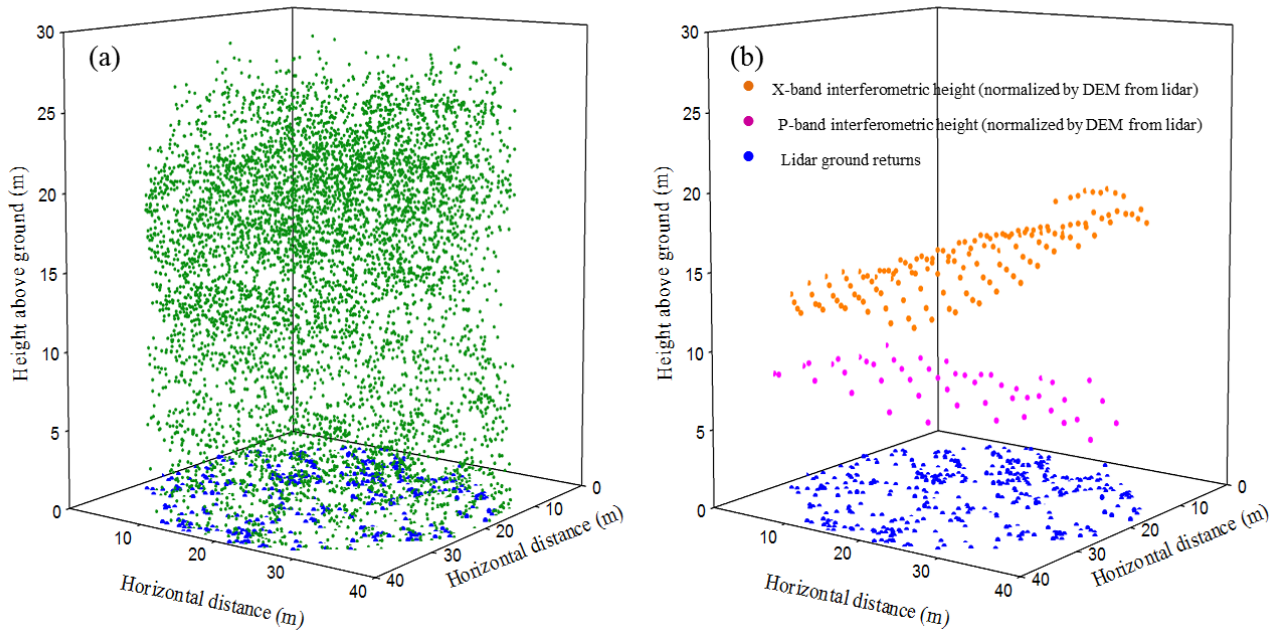 (a)
30
25
20
15
10
5
0
Height above ground (m)
10
20
30
40
Horizontal distance (m)
40
30
20
10
0
Horizontal distance (m)
(b)
X-band interferometric height (normalized by DEM from lidar)
P-band interferometric height (normalized by DEM from lidar)
Lidar ground returns
30
25
20
15
10
5
0
Height above ground (m)
10
20
30
40
Horizontal distance (m)
40
30
20
10
0
Horizontal distance (m)